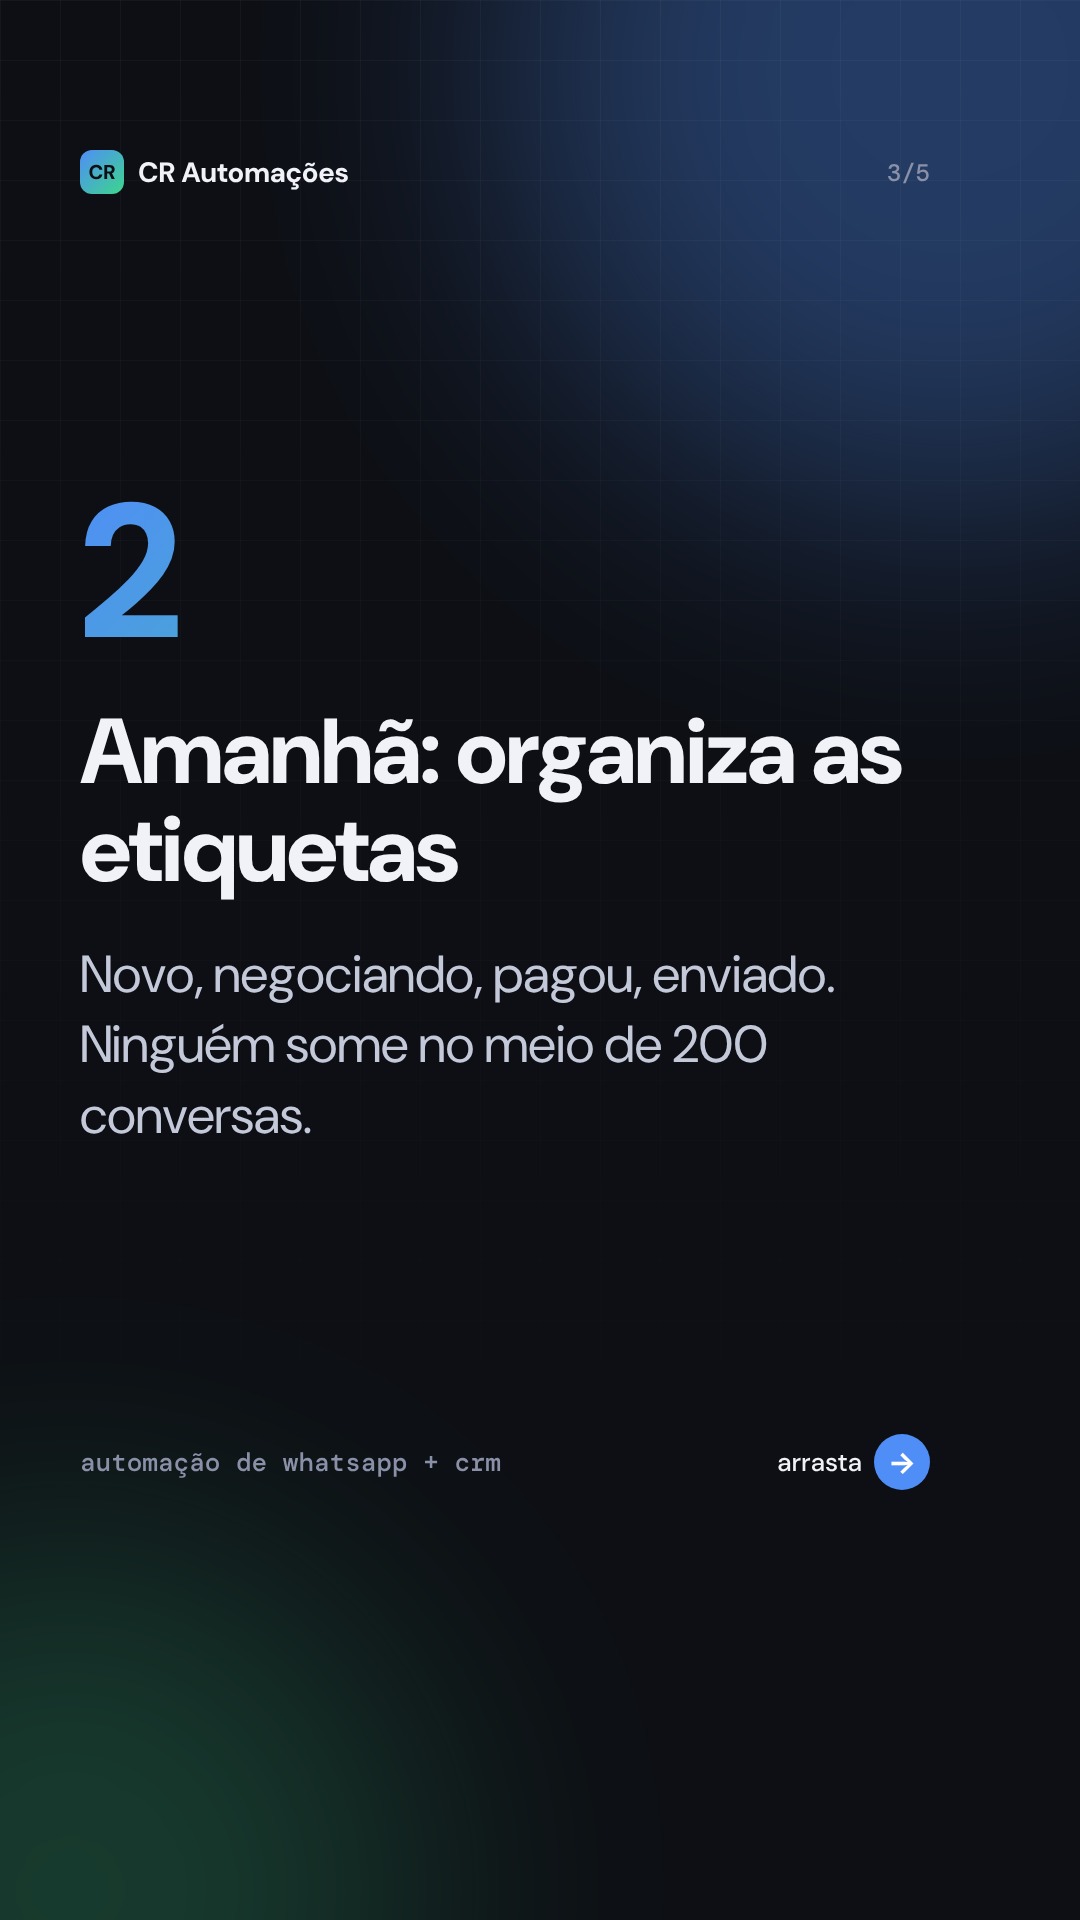 CR
CR Automações
3/5
2
Amanhã: organiza as
etiquetas
Novo, negociando, pagou, enviado.
Ninguém some no meio de 200
conversas.
automação de whatsapp + crm
arrasta →